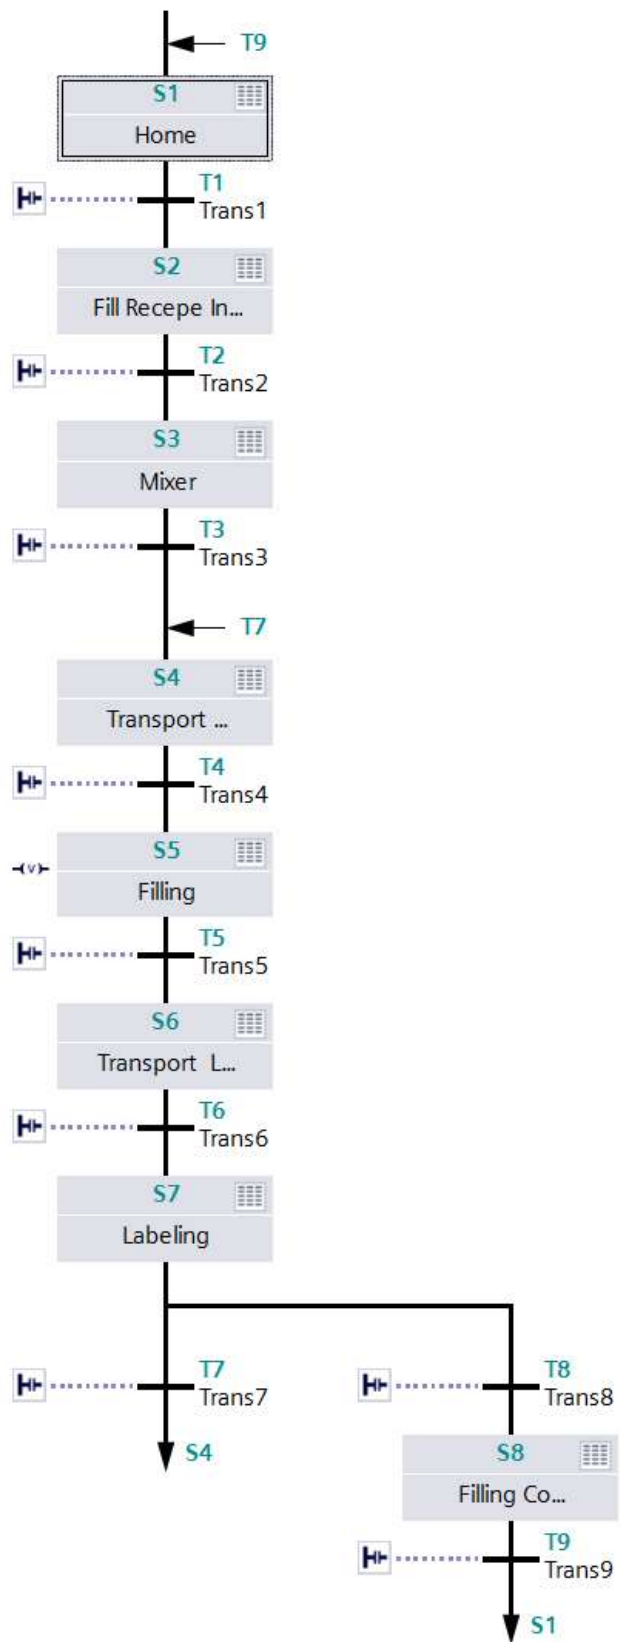 T9
S1
Home
T1
Trans1
S2
Fill Recepe In...
T2
Trans2
S3
Mixer
T3
Trans3
T7
S4
Transport ...
T4
Trans4
S5
(V)
Filling
T5
Trans5
S6
Transport  L...
T6
Trans6
S7
Labeling
T7
Trans7
T8
Trans8
S4
S8
Filling Co...
T9
Trans9
S1